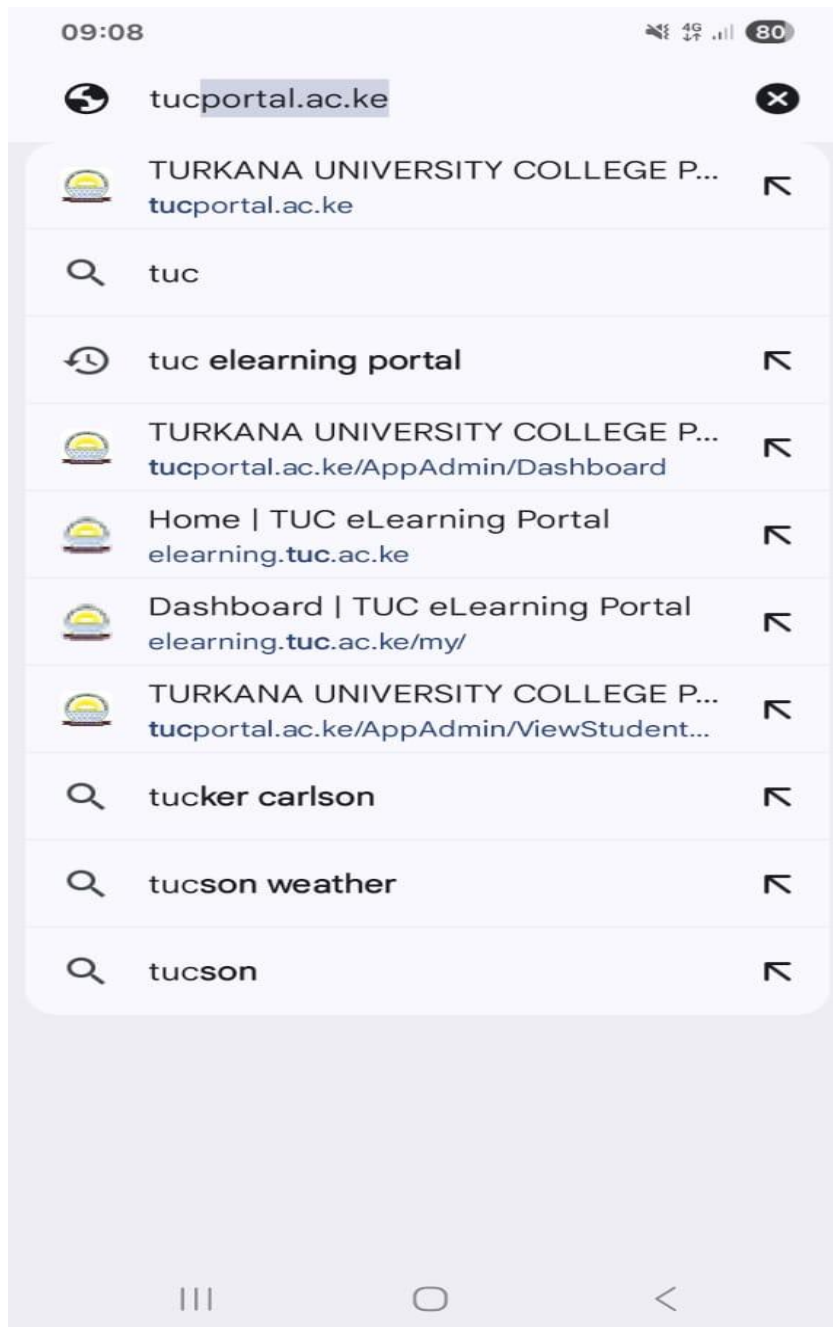 09:08
4G
80
tucportal.ac.ke
TURKANA UNIVERSITY COLLEGE P...
tucportal.ac.ke
tuc
tuc elearning portal
TURKANA UNIVERSITY COLLEGE P...
tucportal.ac.ke/AppAdmin/Dashboard
Home | TUC eLearning Portal
elearning.tuc.ac.ke
Dashboard | TUC eLearning Portal
elearning.tuc.ac.ke/my/
TURKANA UNIVERSITY COLLEGE P...
tucportal.ac.ke/AppAdmin/ViewStudent...
tucker carlson
tucson weather
tucson